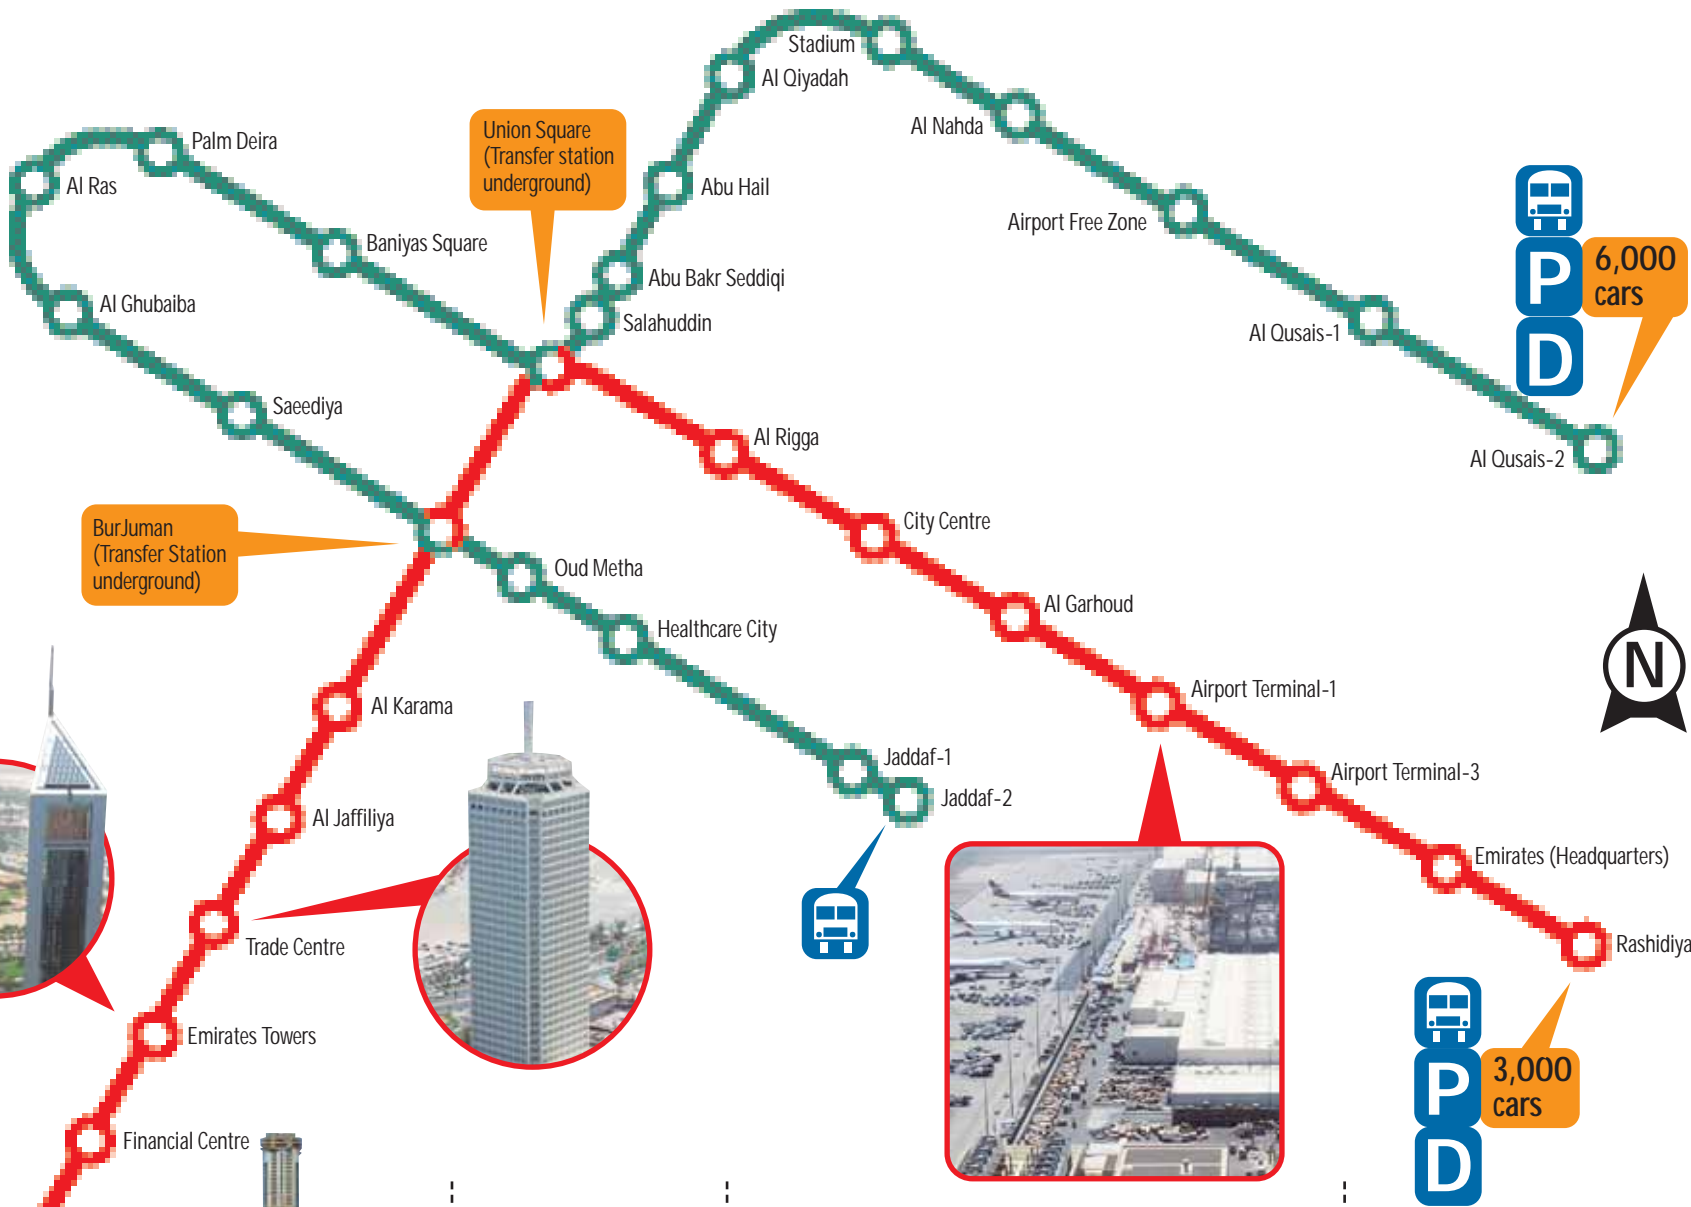 Stadium
Al Qiyadah
Al Nahda
Union Square
(Transfer station
underground)
Palm Deira
Al Ras
Abu Hail
Airport Free Zone
Baniyas Square
P
6,000
cars
Abu Bakr Seddiqi
Al Ghubaiba
Salahuddin
Al Qusais-1
D
Saeediya
Al Rigga
Al Qusais-2
City Centre
BurJuman
(Transfer Station
underground)
Oud Metha
Al Garhoud
Healthcare City
N
Airport Terminal-1
Al Karama
Jaddaf-1
Airport Terminal-3
Jaddaf-2
Al Jaffiliya
Emirates (Headquarters)
Trade Centre
Rashidiya
Emirates Towers
P
3,000
cars
Financial Centre
D